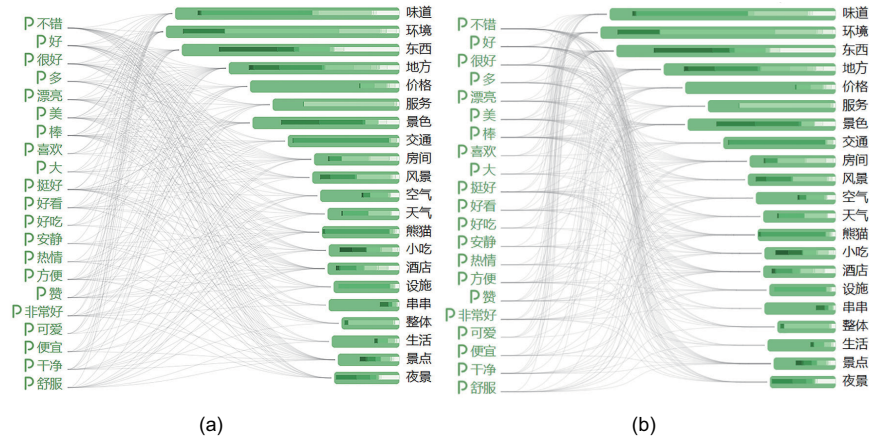 P 不错
P 好
P 很好
P 多
P 漂亮
P 美
P 棒
P 喜欢
P 大
P 挺好
P 好看
P 好吃
P 安静
P 热情
P 方便
P 赞
P 非常好
P 可爱
P 便宜
P 干净
P 舒服
味道
环境
东西
地方
价格
服务
景色
交通
房间
风景
空气
天气
熊猫
小吃
酒店
设施
串串
整体
生活
景点
夜景
(a)
P 不错
P 好
P 很好
P 多
P 漂亮
P 美
P 棒
P 喜欢
P 大
P 挺好
P 好看
P 好吃
P 安静
P 热情
P 方便
P 赞
P 非常好
P 可爱
P 便宜
P 干净
P 舒服
味道
环境
东西
地方
价格
服务
景色
交通
房间
风景
空气
天气
熊猫
小吃
酒店
设施
串串
整体
生活
景点
夜景
(b)